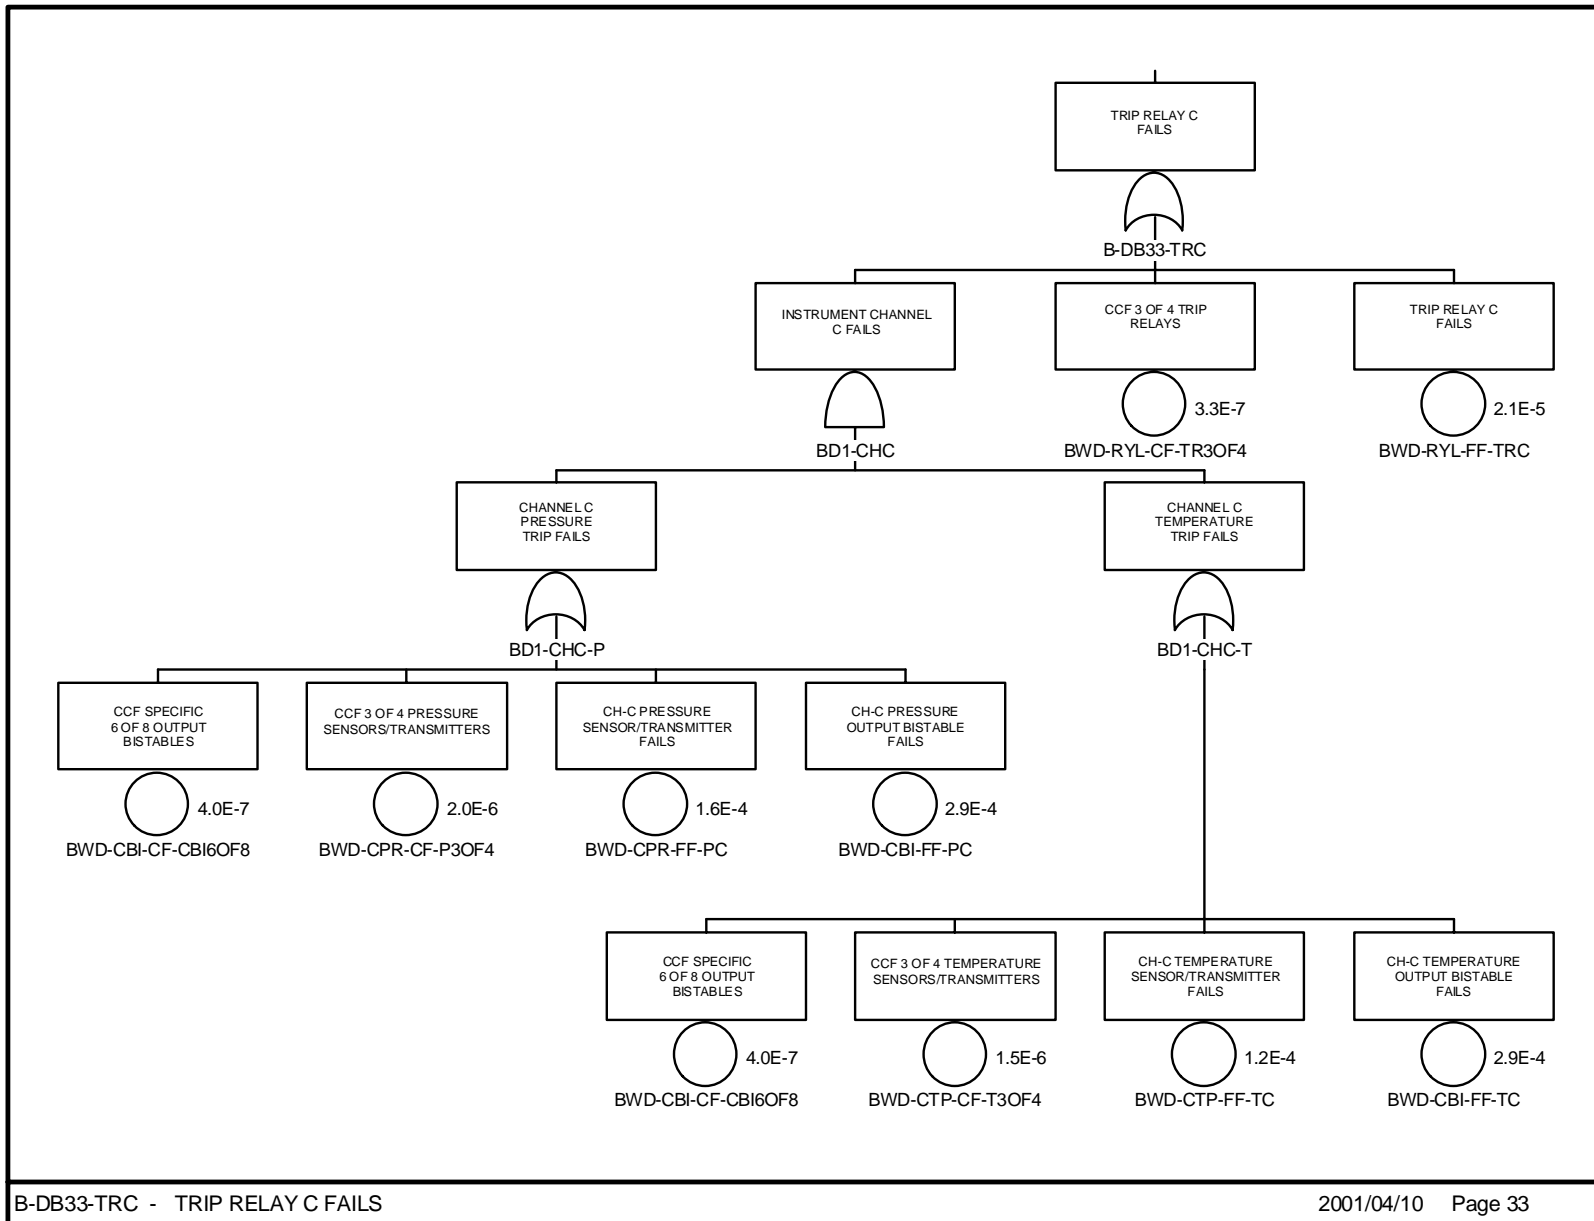 TRIP RELAY C
FAILS
B-DB33-TRC
INSTRUMENT CHANNEL
C FAILS
CCF 3 OF 4 TRIP
RELAYS
TRIP RELAY C
FAILS
3.3E-7
2.1E-5
BD1-CHC
BWD-RYL-CF-TR3OF4
BWD-RYL-FF-TRC
CHANNEL C
PRESSURE
TRIP FAILS
CHANNEL C
TEMPERATURE
TRIP FAILS
BD1-CHC-P
BD1-CHC-T
CCF SPECIFIC
6 OF 8 OUTPUT
BISTABLES
CCF 3 OF 4 PRESSURE
SENSORS/TRANSMITTERS
CH-C PRESSURE
SENSOR/TRANSMITTER
FAILS
CH-C PRESSURE
OUTPUT BISTABLE
FAILS
4.0E-7
2.0E-6
1.6E-4
2.9E-4
BWD-CBI-CF-CBI6OF8
BWD-CPR-CF-P3OF4
BWD-CPR-FF-PC
BWD-CBI-FF-PC
CCF SPECIFIC
6 OF 8 OUTPUT
BISTABLES
CCF 3 OF 4 TEMPERATURE
SENSORS/TRANSMITTERS
CH-C TEMPERATURE
SENSOR/TRANSMITTER
FAILS
CH-C TEMPERATURE
OUTPUT BISTABLE
FAILS
4.0E-7
1.5E-6
1.2E-4
2.9E-4
BWD-CBI-CF-CBI6OF8
BWD-CTP-CF-T3OF4
BWD-CTP-FF-TC
BWD-CBI-FF-TC
B-DB33-TRC - TRIP RELAY C FAILS
2001/04/10 Page 33